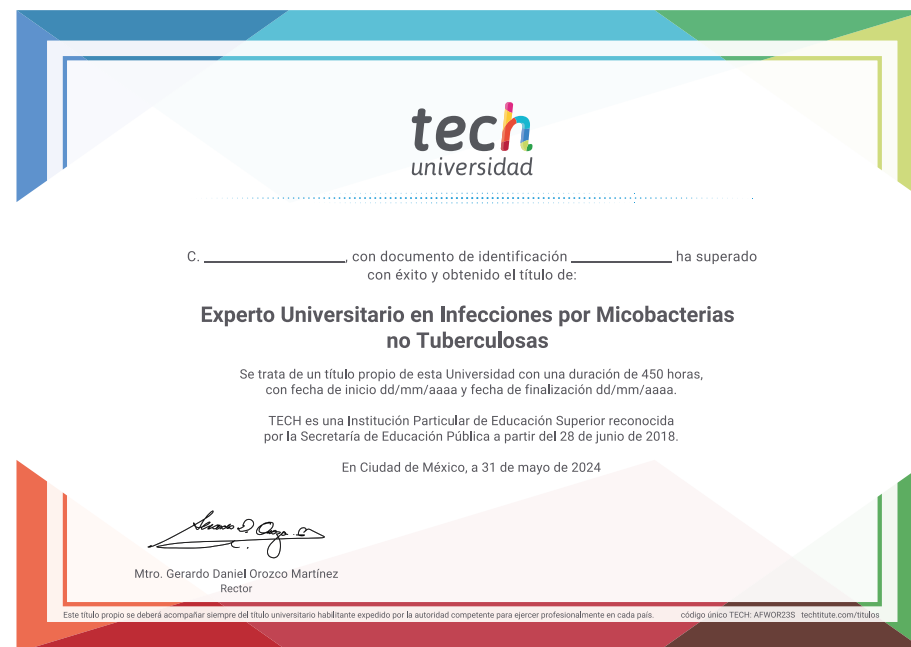 tech
universidad
C. ____________________, con documento de identificación ______________ ha superado
con éxito y obtenido el título de:
Experto Universitario en Infecciones por Micobacterias
no Tuberculosas
Se trata de un título propio de esta Universidad con una duración de 450 horas,
con fecha de inicio dd/mm/aaaa y fecha de finalización dd/mm/aaaa.
TECH es una Institución Particular de Educación Superior reconocida
por la Secretaría de Educación Pública a partir del 28 de junio de 2018.
En Ciudad de México, a 31 de mayo de 2024
Mtro. Gerardo Daniel Orozco Martínez
Rector
Este título propio se deberá acompañar siempre del título universitario habilitante expedido por la autoridad competente para ejercer profesionalmente en cada país. código único TECH: AFWOR23S techtitute.com/titulos